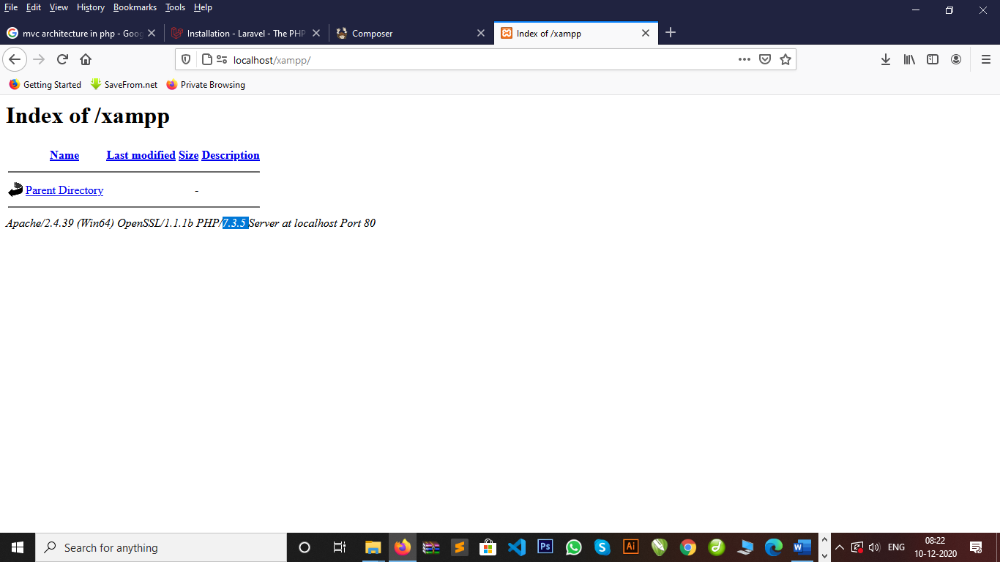 File Edit View History Bookmarks Tools Help
mvc architecture in php - Goog
Installation - Laravel - The PHP
Composer
Index of /xampp
localhost/xampp/
Getting Started
SaveFrom.net
Private Browsing
Index of /xampp
Name Last modified Size Description
Parent Directory -
Apache/2.4.39 (Win64) OpenSSL/1.1.1b PHP/7.3.5 Server at localhost Port 80
Search for anything
Ps
Ai
ENG
08:22
10-12-2020